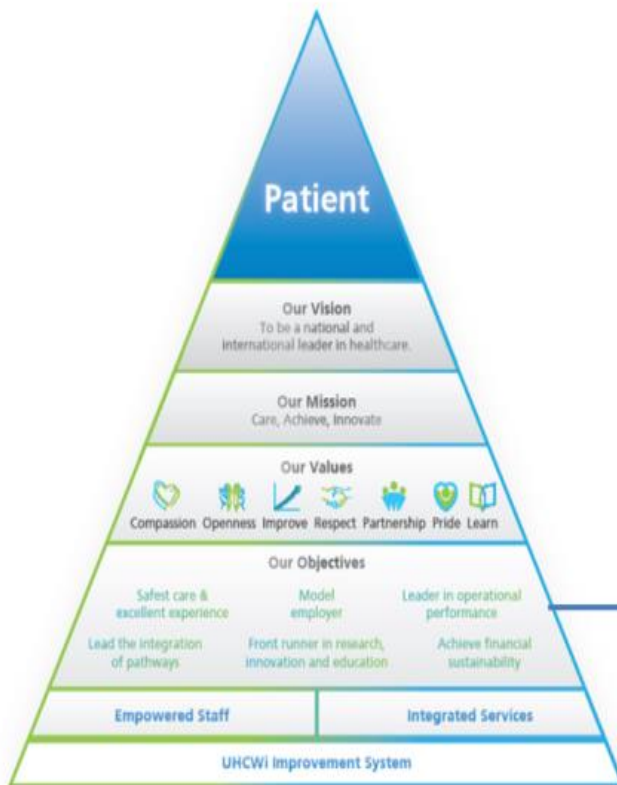 Patient
Our Vision
To be a national and
international leader in healthcare.
Our Mission
Care, Achieve, Innovate
Our Values
Compassion Openness Improve Respect Partnership Pride Learn
Our Objectives
Safest care &
excellent experience
Model
employer
Leader in operational
performance
Lead the integration
of pathways
Front runner in research,
innovation and education
Achieve financial
sustainability
Empowered Staff
Integrated Services
UHCWi Improvement System